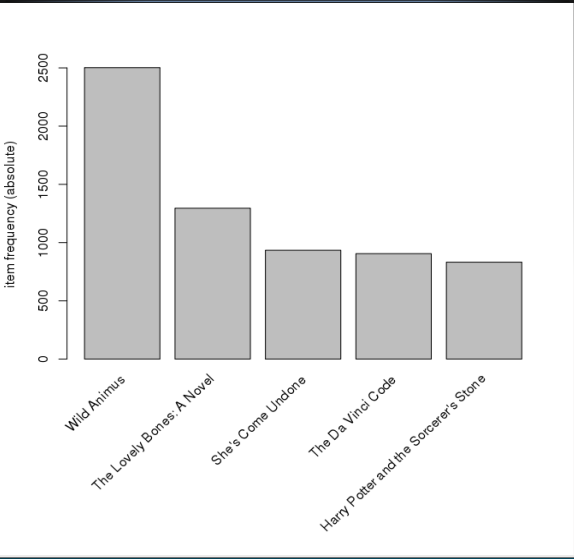 item frequency (absolute)
2500
2000
1500
1000
500
0
Wild Animus
The Lovely Bones: A Novel
She's Come Undone
The Da Vinci Code
Harry Potter and the Sorcerer's Stone